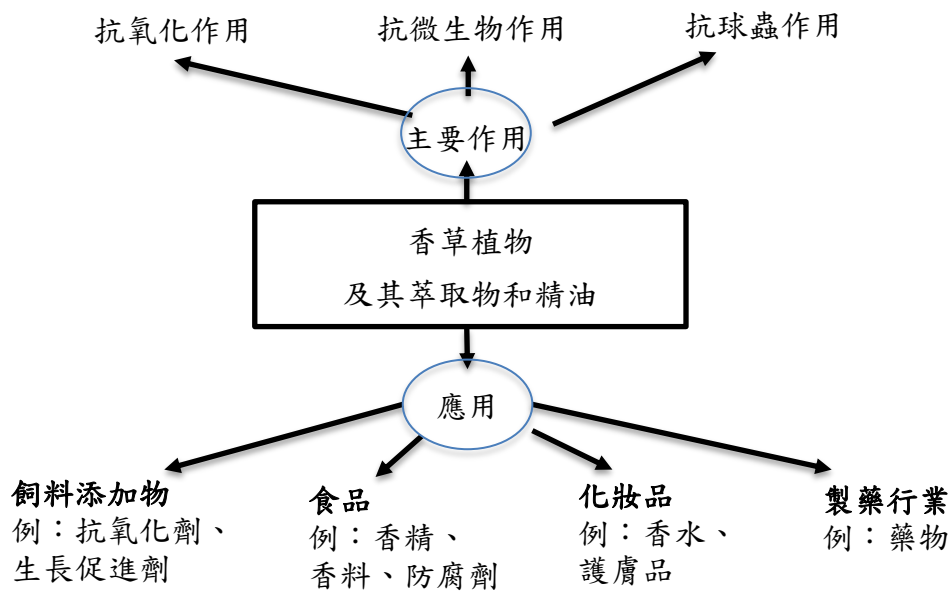 抗氧化作用
抗微生物作用
抗球蟲作用
主要作用
香草植物
及其萃取物和精油
應用
飼料添加物
例：抗氧化劑、
生長促進劑
食品
例：香精、
香料、防腐劑
化妝品
例：香水、
護膚品
製藥行業
例：藥物